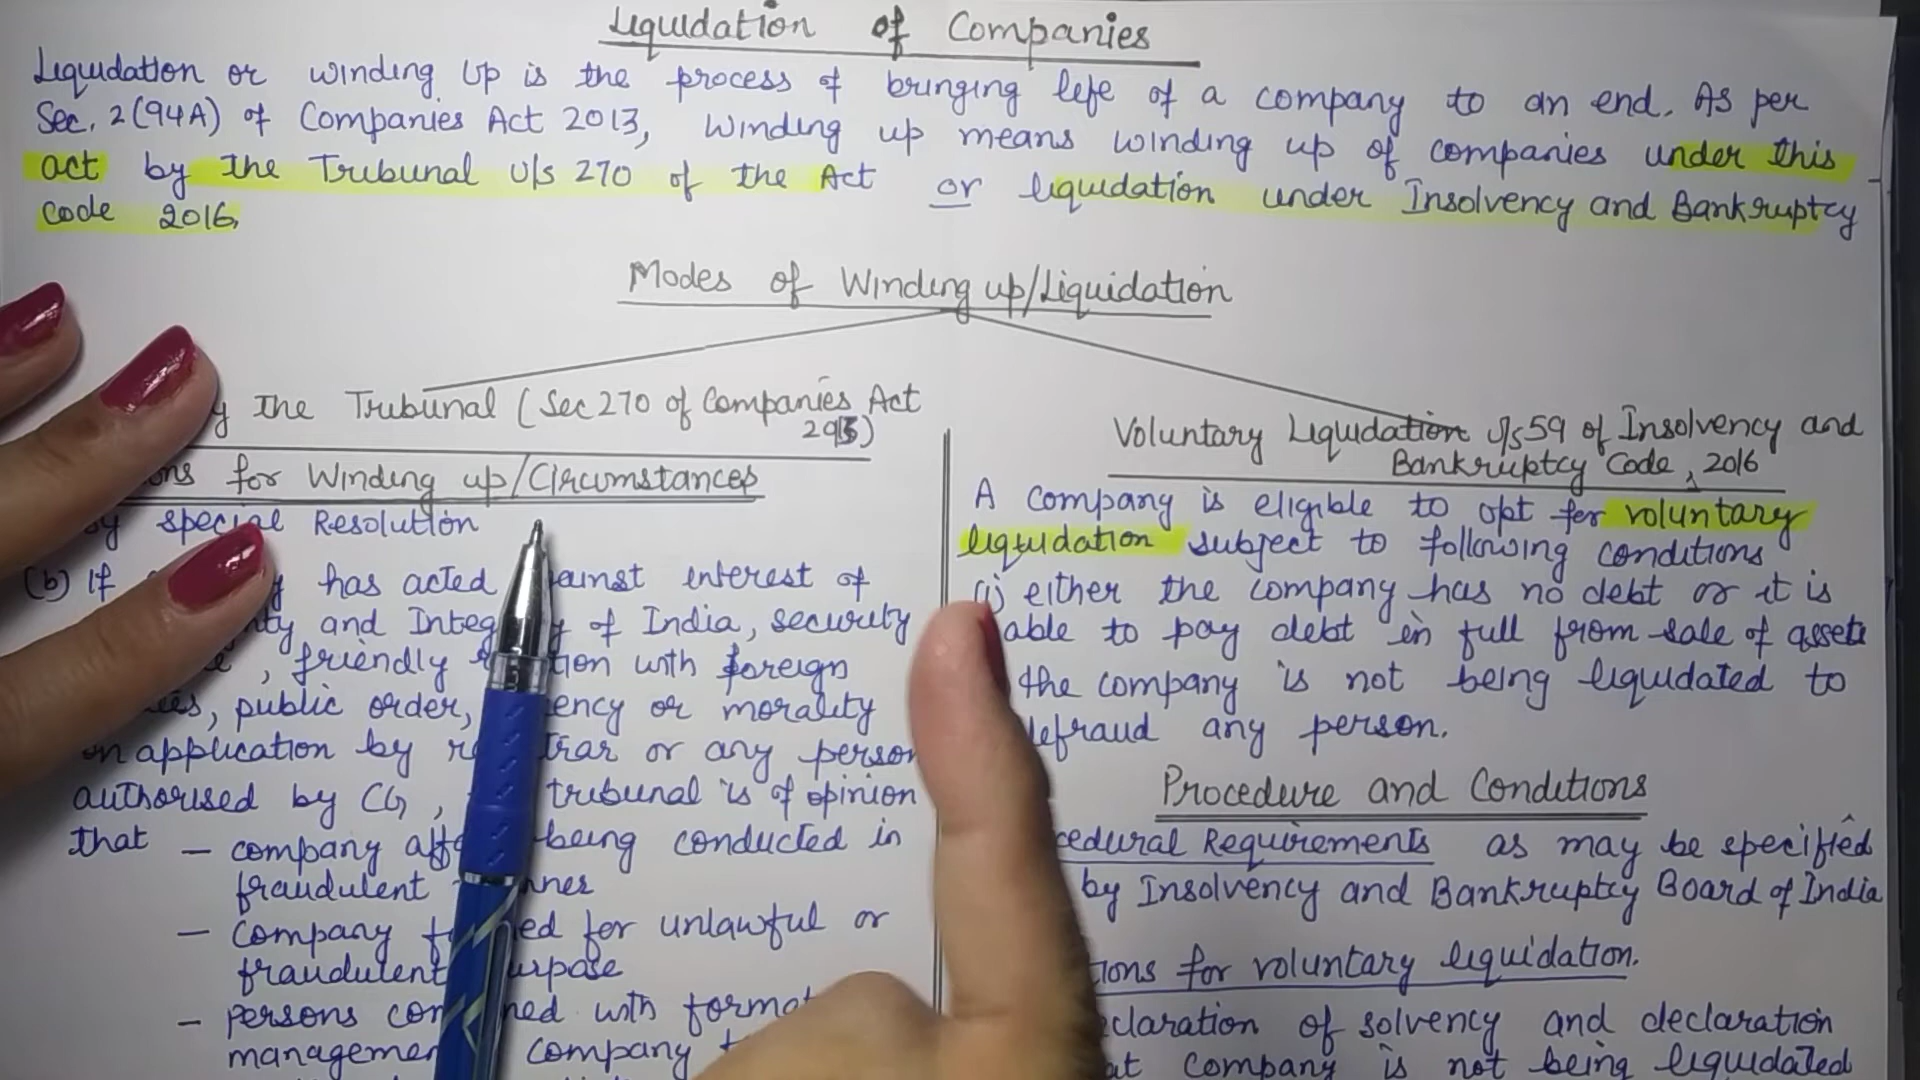 Liquidation of Companies
Liquidation or winding up is the process of bringing life of a company to an end. As per
Sec. 2(94A) of Companies Act 2013, winding up means winding up of companies under this
act by the Tribunal u/s 270 of the Act or liquidation under Insolvency and Bankruptcy
Code 2016.
Modes of Winding up/Liquidation
the Tribunal (Sec 270 of Companies Act
2013)
for Winding up/Circumstances
by special Resolution
(b) If has acted interest of
and of India, security
, friendly with foreign
, public order, or morality
on application by or any person
authorised by CG, tribunal is of opinion
that - company being conducted in
fraudulent
- company for unlawful or
fraudulent
- persons with
company
Voluntary Liquidation u/s 59 of Insolvency and
Bankruptcy Code, 2016
A company is eligible to opt for voluntary
liquidation subject to following conditions
(i) either the company has no debt or it is
able to pay debt in full from sale of assets
the company is not being liquidated to
defraud any person.
Procedure and Conditions
Requirements as may be specified
by Insolvency and Bankruptcy Board of India
for voluntary liquidation.
of solvency and declaration
company is not being liquidated